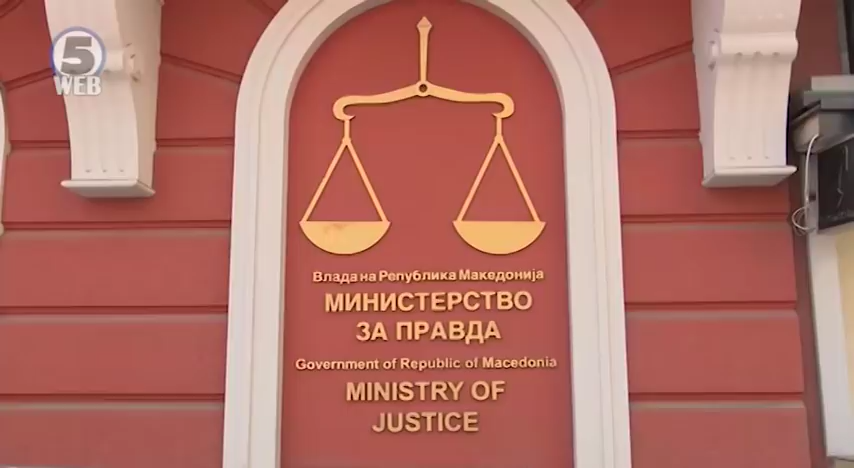 5
WEB
Влада на Република Македонија
МИНИСТЕРСТВО
ЗА ПРАВДА
Government of Republic of Macedonia
MINISTRY OF
JUSTICE